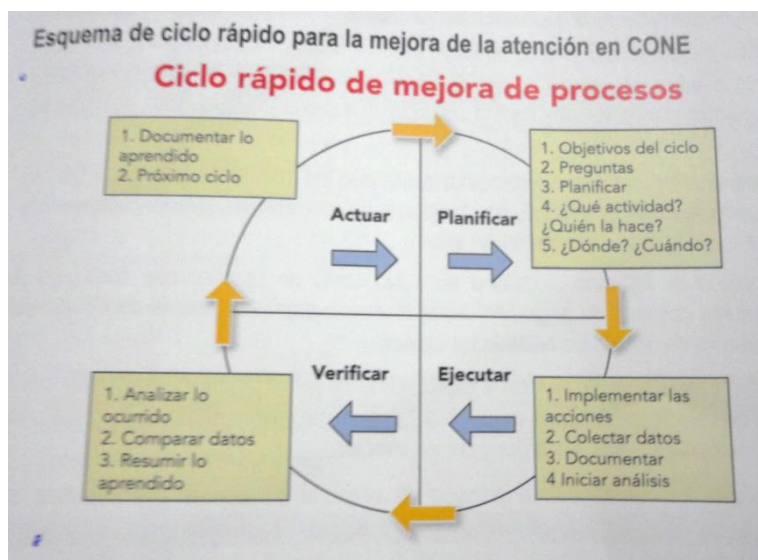 Esquema de ciclo rápido para la mejora de la atención en CONE
Ciclo rápido de mejora de procesos
1. Documentar lo
aprendido
2. Próximo ciclo
1. Objetivos del ciclo
2. Preguntas
3. Planificar
4. ¿Qué actividad?
¿Quién la hace?
5. ¿Dónde? ¿Cuándo?
Actuar
Planificar
Verificar
Ejecutar
1. Analizar lo
ocurrido
2. Comparar datos
3. Resumir lo
aprendido
1. Implementar las
acciones
2. Colectar datos
3. Documentar
4 Iniciar análisis